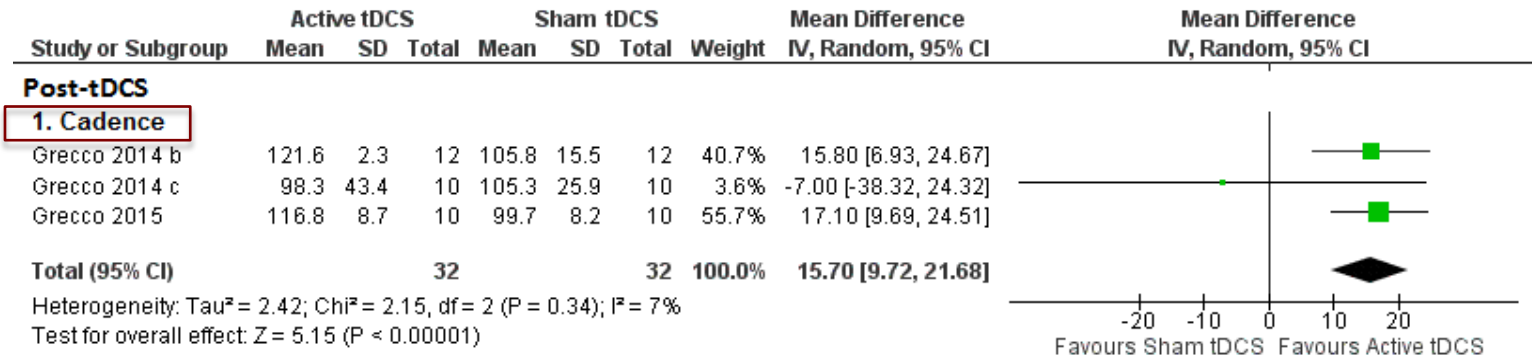 Active tDCS Sham tDCS Mean Difference Mean Difference
Study or Subgroup Mean SD Total Mean SD Total Weight IV, Random, 95% CI IV, Random, 95% CI
Post-tDCS
1. Cadence
Grecco 2014 b 121.6 2.3 12 105.8 15.5 12 40.7% 15.80 [6.93, 24.67]
Grecco 2014 c 98.3 43.4 10 105.3 25.9 10 3.6% -7.00 [-38.32, 24.32]
Grecco 2015 116.8 8.7 10 99.7 8.2 10 55.7% 17.10 [9.69, 24.51]
Total (95% CI) 32 32 100.0% 15.70 [9.72, 21.68]
Heterogeneity: Tau² = 2.42; Chi² = 2.15, df = 2 (P = 0.34); I² = 7%
Test for overall effect: Z = 5.15 (P < 0.00001)
-20 -10 0 10 20
Favours Sham tDCS Favours Active tDCS